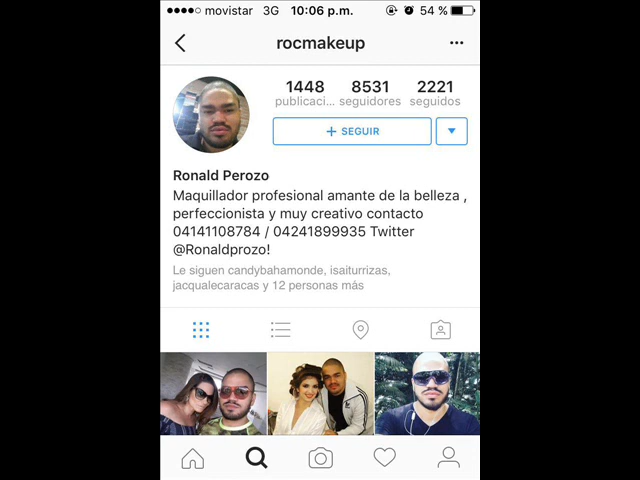 movistar 3G 10:06 p.m. 54 %
rocmakeup
1448 8531 2221
publicaci... seguidores seguidos
+ SEGUIR
Ronald Perozo
Maquillador profesional amante de la belleza ,
perfeccionista y muy creativo contacto
04141108784 / 04241899935 Twitter
@Ronaldprozo!
Le siguen candybahamonde, isaiturrizas,
jacqualecaracas y 12 personas más